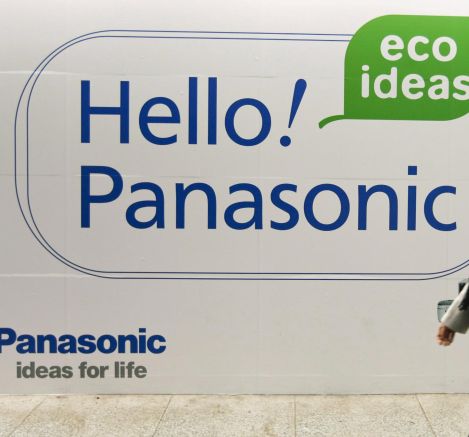 eco
ideas
Hello!
Panasonic
Panasonic
ideas for life